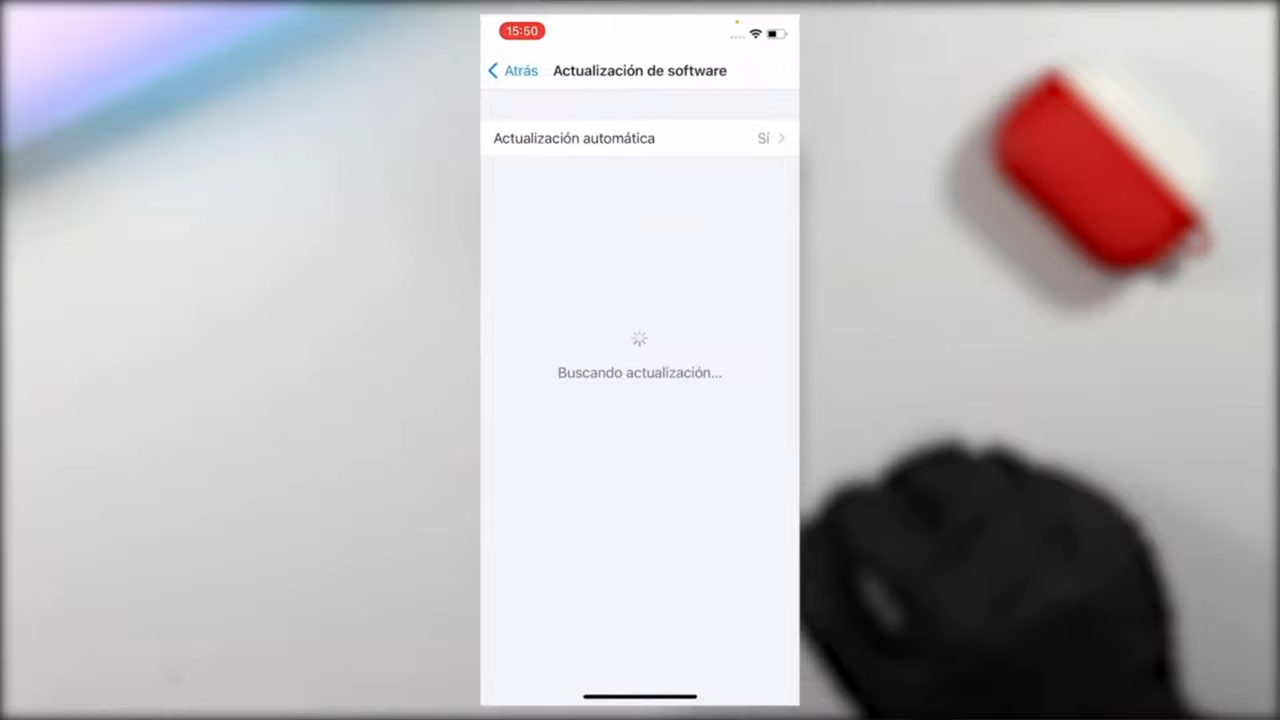 15:50
Atrás Actualización de software
Actualización automática Sí
Buscando actualización...